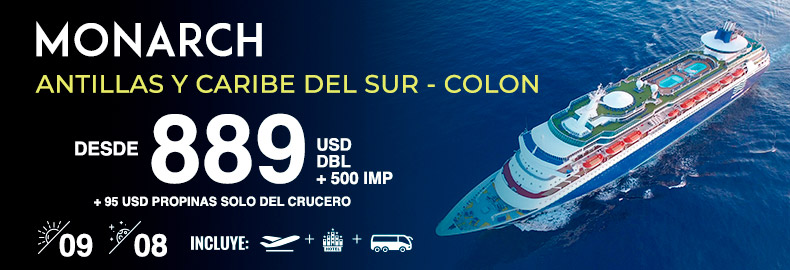 MONARCH
ANTILLAS Y CARIBE DEL SUR - COLON
DESDE 889 USD
DBL
+ 500 IMP
+ 95 USD PROPINAS SOLO DEL CRUCERO
09 08 INCLUYE: + HOTEL +